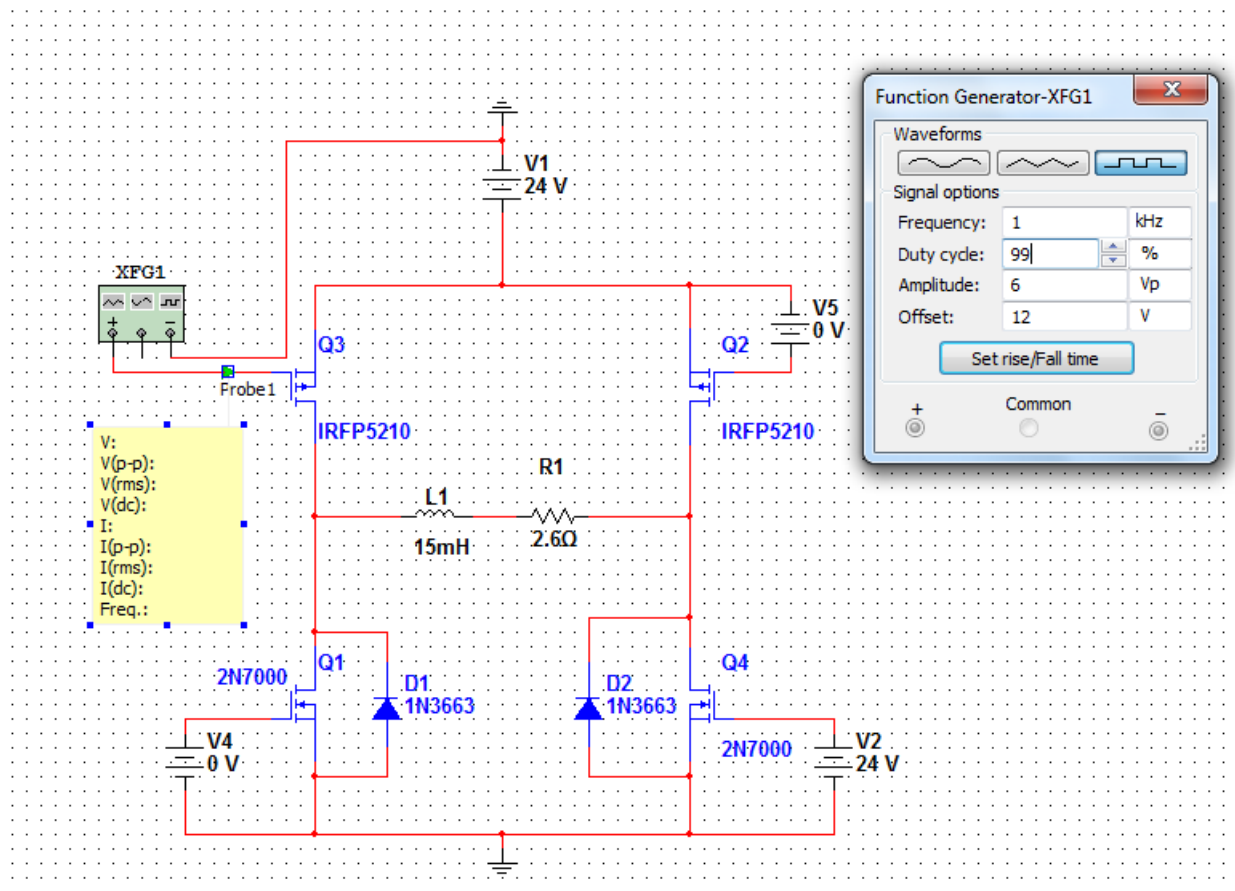 V1
24 V
XFG1
+
−
Q3
Probe1
IRFP5210
V5
0 V
Q2
IRFP5210
V:
V(p-p):
V(rms):
V(dc):
I:
I(p-p):
I(rms):
I(dc):
Freq.:
L1
15mH
R1
2.6Ω
2N7000
Q1
D1
1N3663
V4
0 V
D2
1N3663
Q4
2N7000
V2
24 V
Function Generator-XFG1
X
Waveforms
Signal options
Frequency: 1 kHz
Duty cycle: 99 %
Amplitude: 6 Vp
Offset: 12 V
Set rise/Fall time
+ Common −